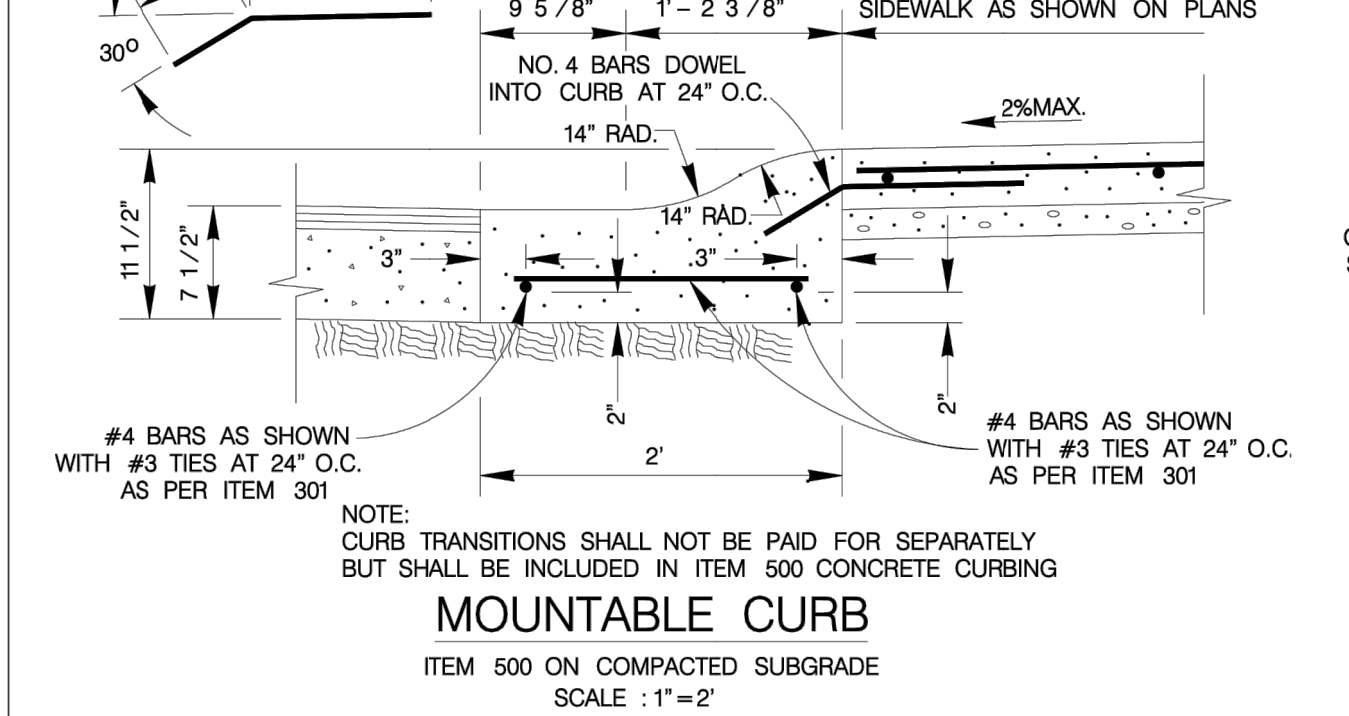 9 5/8" 1'- 2 3/8" SIDEWALK AS SHOWN ON PLANS
30°
NO. 4 BARS DOWEL
INTO CURB AT 24" O.C.
2%MAX.
14" RAD.
14" RAD.
11 1/2"
7 1/2"
3" 3"
2"
2"
#4 BARS AS SHOWN
WITH #3 TIES AT 24" O.C.
AS PER ITEM 301
#4 BARS AS SHOWN
WITH #3 TIES AT 24" O.C.
AS PER ITEM 301
2'
NOTE:
CURB TRANSITIONS SHALL NOT BE PAID FOR SEPARATELY
BUT SHALL BE INCLUDED IN ITEM 500 CONCRETE CURBING
MOUNTABLE CURB
ITEM 500 ON COMPACTED SUBGRADE
SCALE : 1"=2'